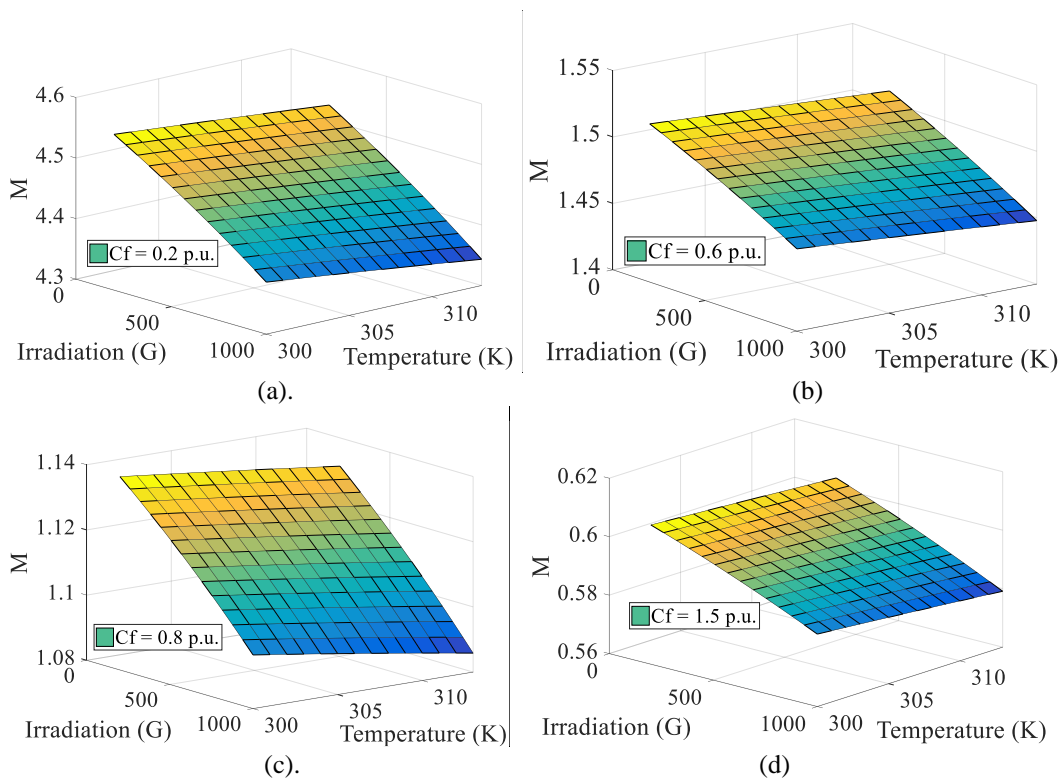 4.6
4.5
4.4
4.3
M
Cf = 0.2 p.u.
0
500
1000
300
305
310
Irradiation (G)
Temperature (K)
(a).
1.55
1.5
1.45
1.4
M
Cf = 0.6 p.u.
0
500
1000
300
305
310
Irradiation (G)
Temperature (K)
(b)
1.14
1.12
1.1
1.08
M
Cf = 0.8 p.u.
0
500
1000
300
305
310
Irradiation (G)
Temperature (K)
(c).
0.62
0.6
0.58
0.56
M
Cf = 1.5 p.u.
0
500
1000
300
305
310
Irradiation (G)
Temperature (K)
(d)